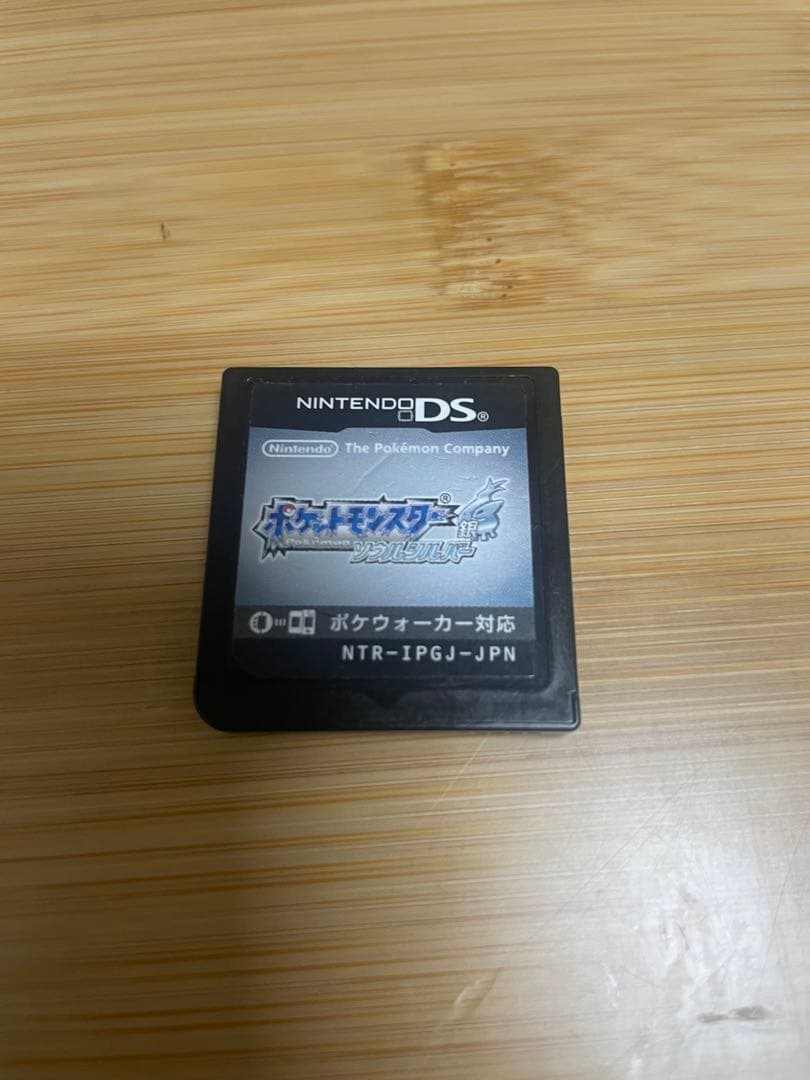 NINTENDO DS®
Nintendo The Pokémon Company
ポケットモンスター®
Pokémon
ソウルシルバー
ポケウォーカー対応
NTR-IPGJ-JPN